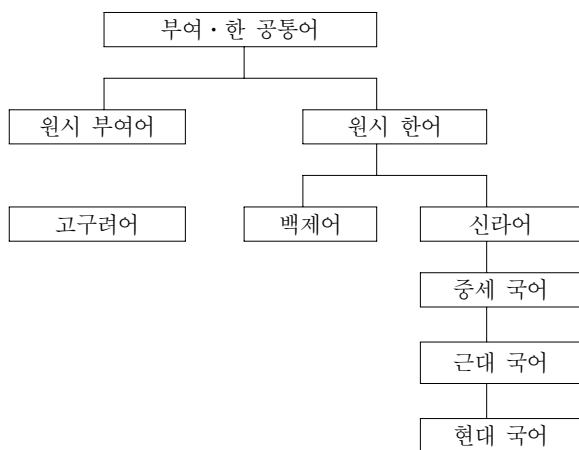 부여·한 공통어
원시 부여어
원시 한어
고구려어
백제어
신라어
중세 국어
근대 국어
현대 국어